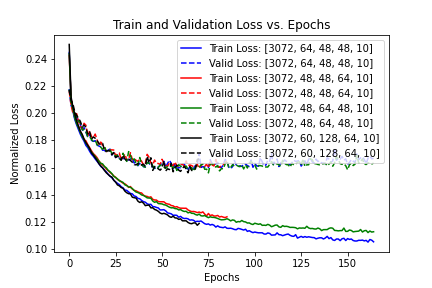 Train and Validation Loss vs. Epochs
Normalized Loss
0.24
0.22
0.20
0.18
0.16
0.14
0.12
0.10
Train Loss: [3072, 64, 48, 48, 10]
Valid Loss: [3072, 64, 48, 48, 10]
Train Loss: [3072, 48, 48, 64, 10]
Valid Loss: [3072, 48, 48, 64, 10]
Train Loss: [3072, 48, 64, 48, 10]
Valid Loss: [3072, 48, 64, 48, 10]
Train Loss: [3072, 60, 128, 64, 10]
Valid Loss: [3072, 60, 128, 64, 10]
0 25 50 75 100 125 150
Epochs